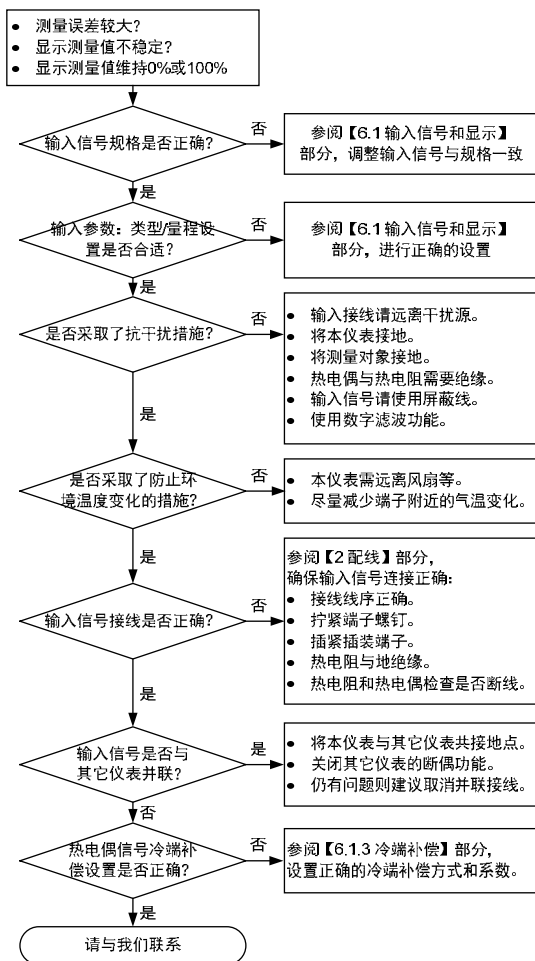 ● 测量误差较大？
● 显示测量值不稳定？
● 显示测量值维持0%或100%
输入信号规格是否正确？
否
参阅【6.1 输入信号和显示】
部分，调整输入信号与规格一致
是
输入参数：类型/量程设
置是否合适？
否
参阅【6.1 输入信号和显示】
部分，进行正确的设置
是
是否采取了抗干扰措施？
否
● 输入接线请远离干扰源。
● 将本仪表接地。
● 将测量对象接地。
● 热电偶与热电阻需要绝缘。
● 输入信号请使用屏蔽线。
● 使用数字滤波功能。
是
是否采取了防止环
境温度变化的措施？
否
● 本仪表需远离风扇等。
● 尽量减少端子附近的气温变化。
是
输入信号接线是否正确？
否
参阅【2 配线】部分，
确保输入信号连接正确：
● 接线线序正确。
● 拧紧端子螺钉。
● 插紧插装端子。
● 热电阻与地绝缘。
● 热电阻和热电偶检查是否断线。
是
输入信号是否与
其它仪表并联？
是
● 将本仪表与其它仪表共接地点。
● 关闭其它仪表的断偶功能。
● 仍有问题则建议取消并联接线。
否
热电偶信号冷端补
偿设置是否正确？
否
参阅【6.1.3 冷端补偿】部分，
设置正确的冷端补偿方式和系数。
是
请与我们联系